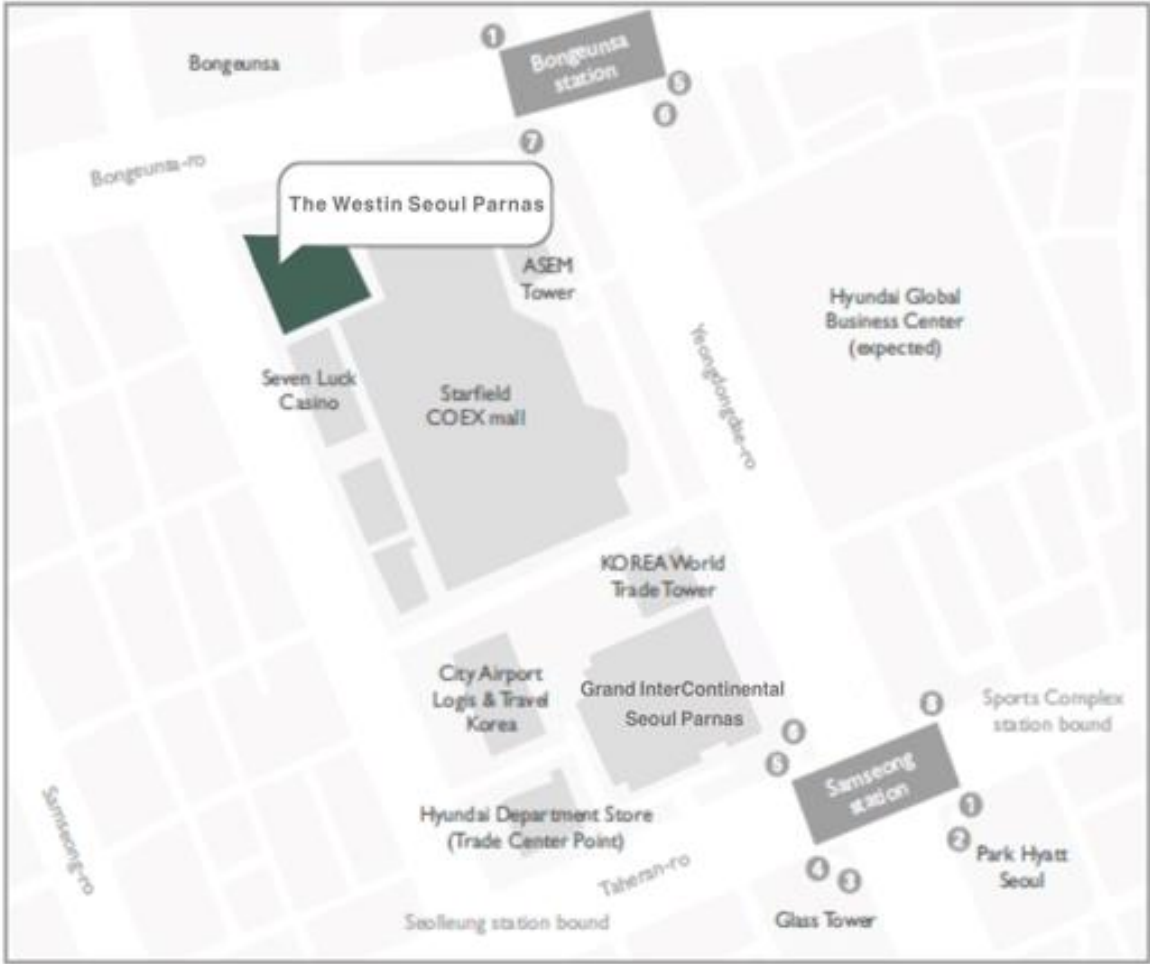 1
Bongeunsa
station
Bongeunsa
5
6
7
Bongeunsa-ro
The Westin Seoul Parnas
ASEM
Tower
Hyundai Global
Business Center
(expected)
Yeongdongdae-ro
Seven Luck
Casino
Starfield
COEX mall
KOREA World
Trade Tower
City Airport
Logis & Travel
Korea
Grand InterContinental
Seoul Parnas
Sports Complex
station bound
8
6
5
Samseong
station
1
2
Park Hyatt
Seoul
Samseong-ro
Hyundai Department Store
(Trade Center Point)
Taheran-ro
4
3
Glass Tower
Seolleung station bound